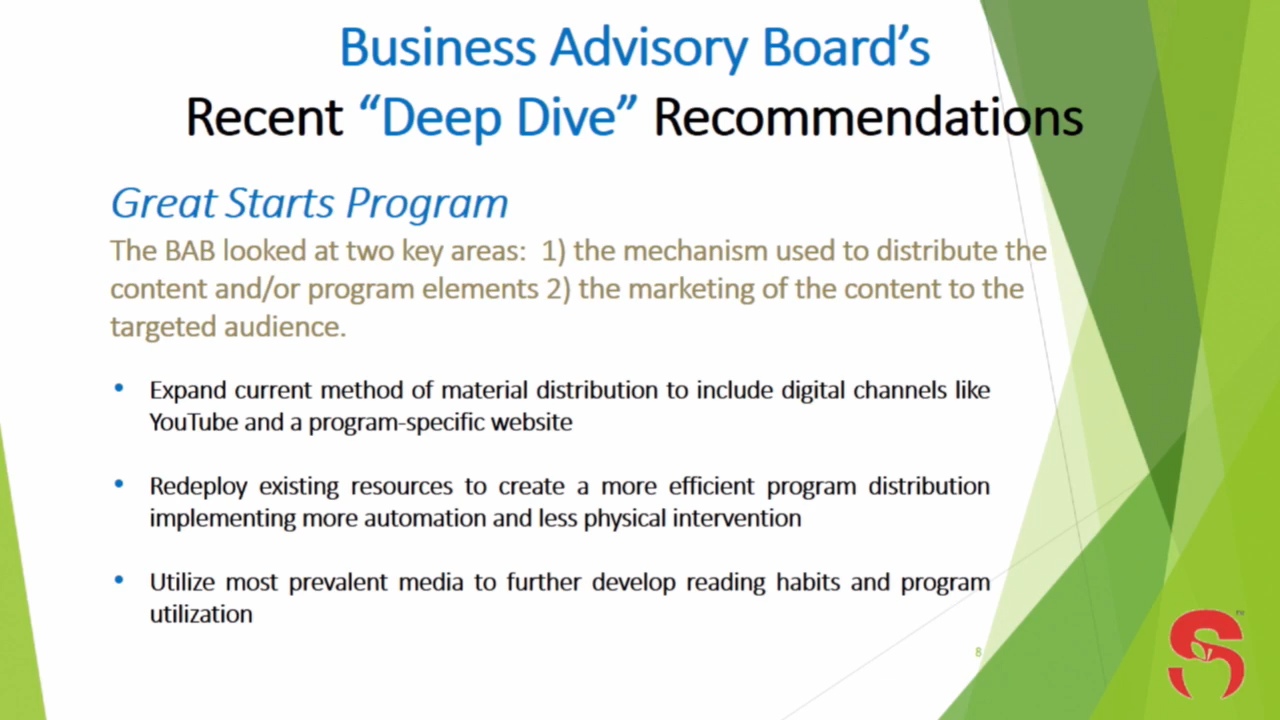 Business Advisory Board’s
Recent “Deep Dive” Recommendations
Great Starts Program
The BAB looked at two key areas: 1) the mechanism used to distribute the
content and/or program elements 2) the marketing of the content to the
targeted audience.
• Expand current method of material distribution to include digital channels like
YouTube and a program-specific website
• Redeploy existing resources to create a more efficient program distribution
implementing more automation and less physical intervention
• Utilize most prevalent media to further develop reading habits and program
utilization
8